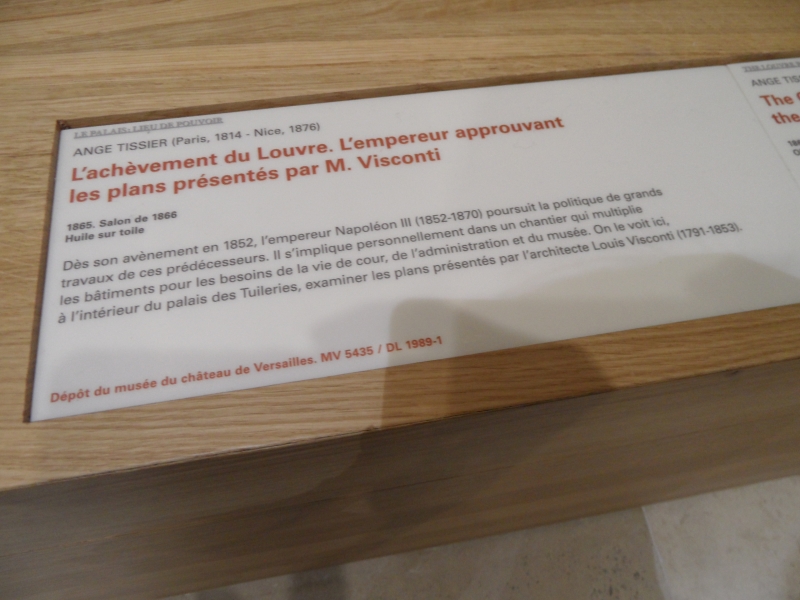 LE PALAIS: LIEU DE POUVOIR
ANGE TISSIER (Paris, 1814 - Nice, 1876)
L'achèvement du Louvre. L'empereur approuvant
les plans présentés par M. Visconti
1865. Salon de 1866
Huile sur toile
Dès son avènement en 1852, l'empereur Napoléon III (1852-1870) poursuit la politique de grands
travaux de ces prédécesseurs. Il s'implique personnellement dans un chantier qui multiplie
les bâtiments pour les besoins de la vie de cour, de l'administration et du musée. On le voit ici,
à l'intérieur du palais des Tuileries, examiner les plans présentés par l'architecte Louis Visconti (1791-1853).
Dépôt du musée du château de Versailles. MV 5435 / DL 1989-1
THE LOUVRE
ANGE
The
the